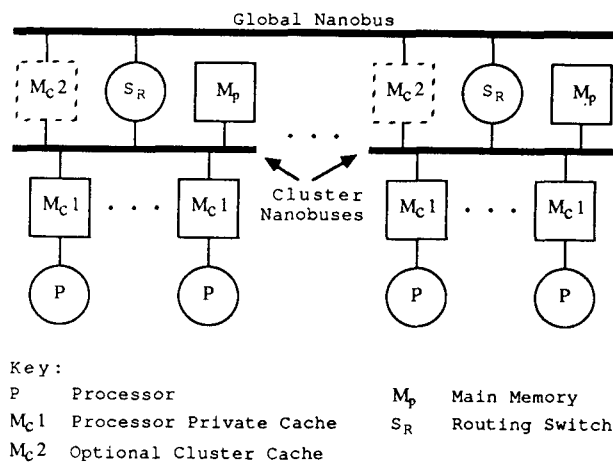 Global Nanobus
Mc2 SR Mp Mc2 SR Mp
. . .
Cluster
Nanobuses
Mc1 . . . Mc1 Mc1 . . . Mc1
P P P P
Key:
P Processor
Mc1 Processor Private Cache
Mc2 Optional Cluster Cache
Mp Main Memory
SR Routing Switch